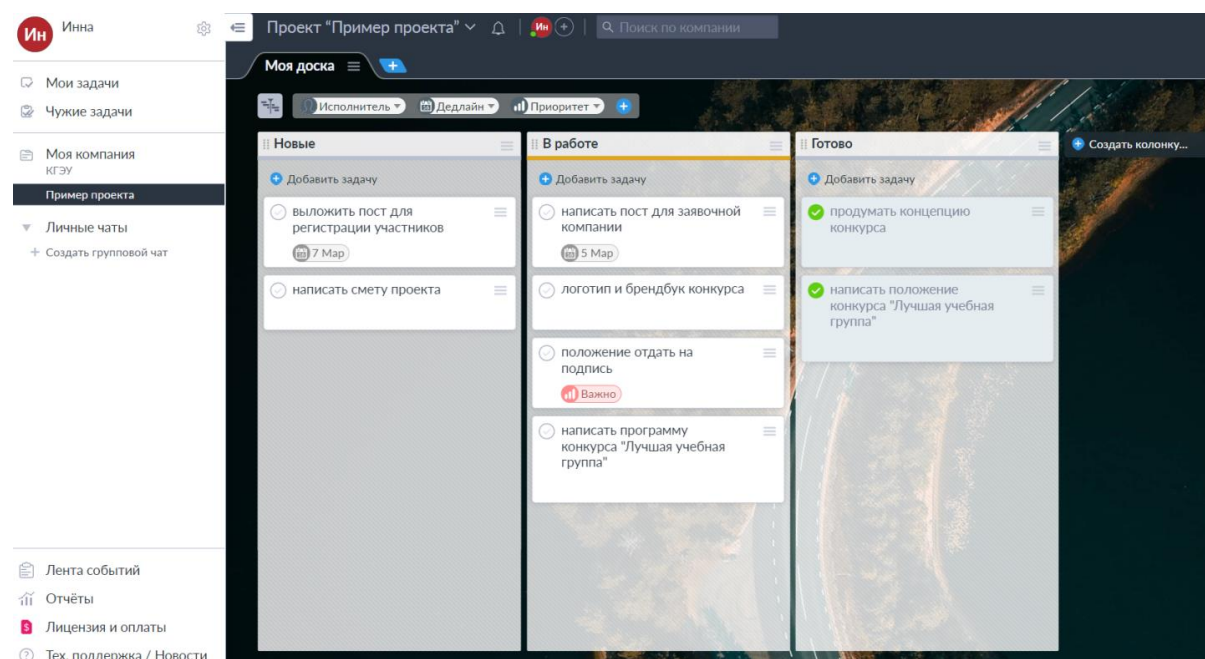 Ин
Инна
Мои задачи
Чужие задачи
Моя компания
КГЭУ
Пример проекта
Личные чаты
Создать групповой чат
Лента событий
Отчёты
Лицензия и оплаты
Тех. поддержка / Новости
Проект "Пример проекта"
Ин
Поиск по компании
Моя доска
Исполнитель
Дедлайн
Приоритет
Новые
Добавить задачу
выложить пост для
регистрации участников
7 Мар
написать смету проекта
В работе
Добавить задачу
написать пост для заявочной
компании
5 Мар
логотип и брендбук конкурса
положение отдать на
подпись
Важно
написать программу
конкурса "Лучшая учебная
группа"
Готово
Добавить задачу
продумать концепцию
конкурса
написать положение
конкурса "Лучшая учебная
группа"
Создать колонку...